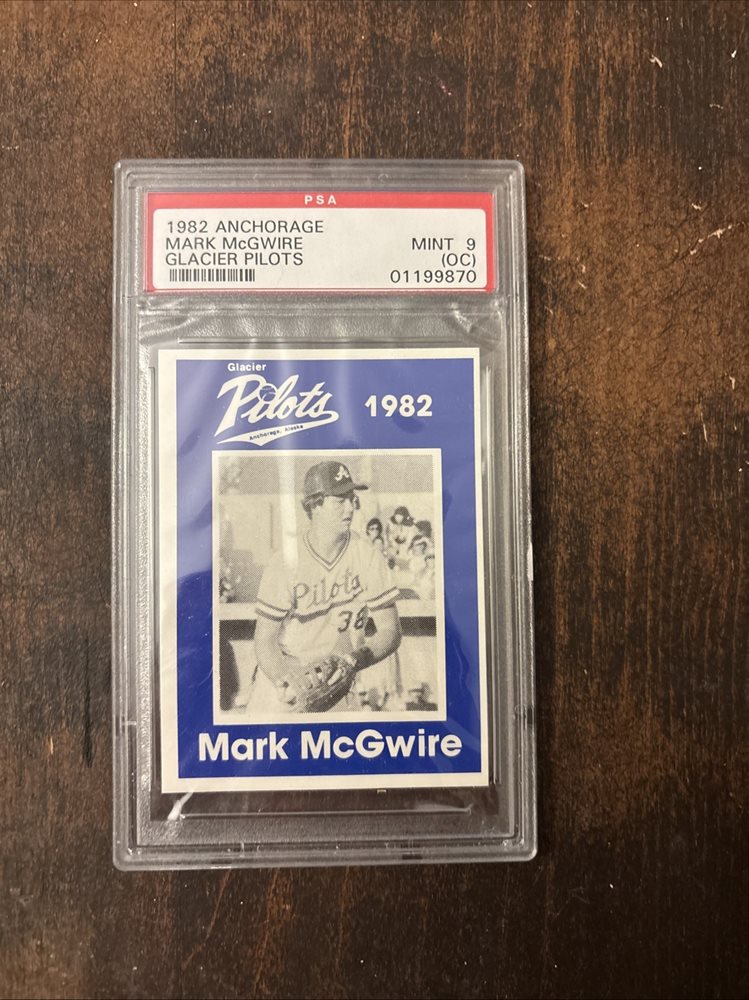 PSA
1982 ANCHORAGE
MARK McGWIRE MINT 9
GLACIER PILOTS (OC)
01199870
Glacier
Pilots 1982
Anchorage, Alaska
A
Pilots
38
Mark McGwire